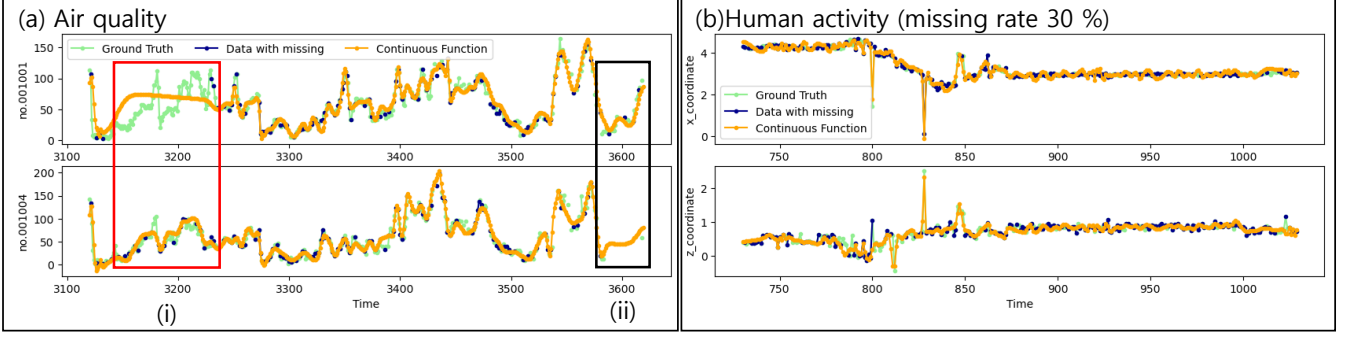 (a) Air quality
Ground Truth
Data with missing
Continuous Function
no.001001
150
100
50
0
3100
3200
3300
3400
3500
3600
no.001004
200
150
100
50
0
3100
3200
3300
3400
3500
3600
Time
(i)
(ii)
(b)Human activity (missing rate 30 %)
x_coordinate
4
2
0
Ground Truth
Data with missing
Continuous Function
750
800
850
900
950
1000
z_coordinate
2
1
0
750
800
850
900
950
1000
Time